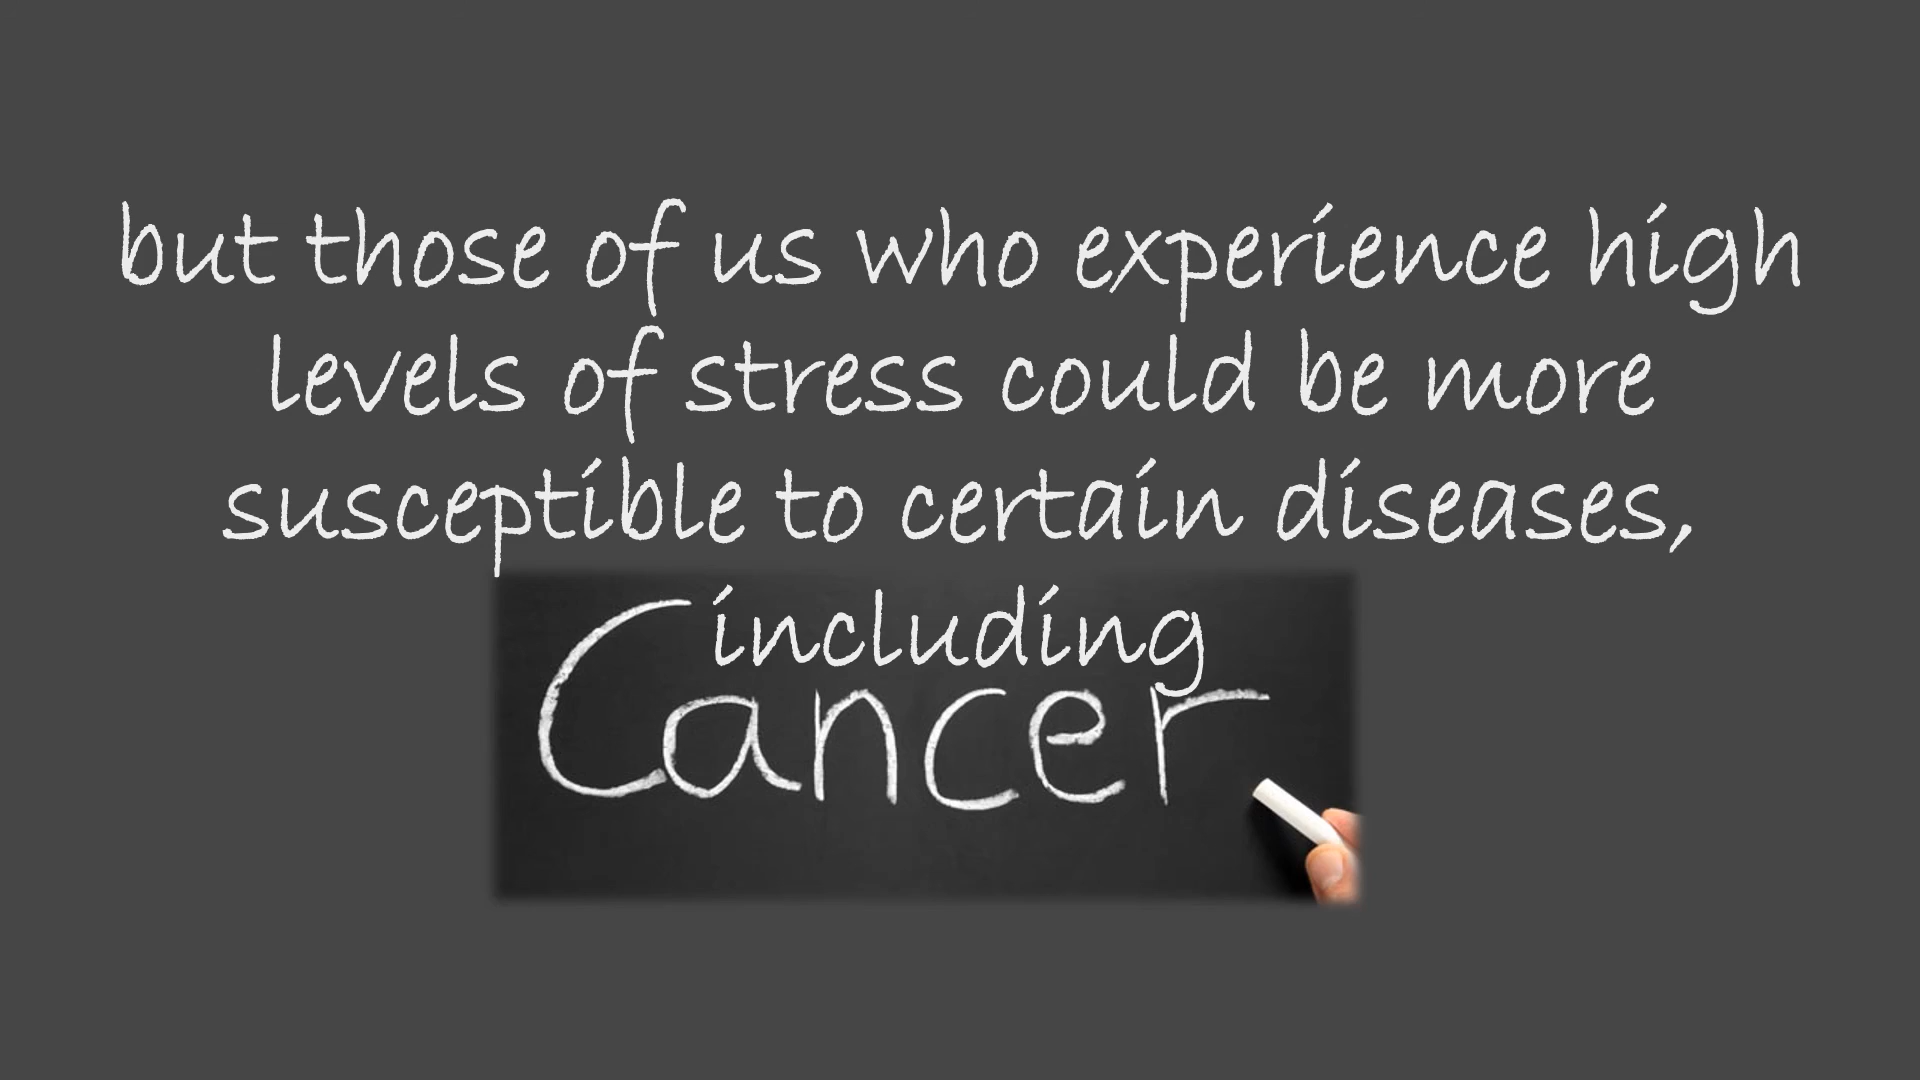 but those of us who experience high
levels of stress could be more
susceptible to certain diseases,
including
Cancer